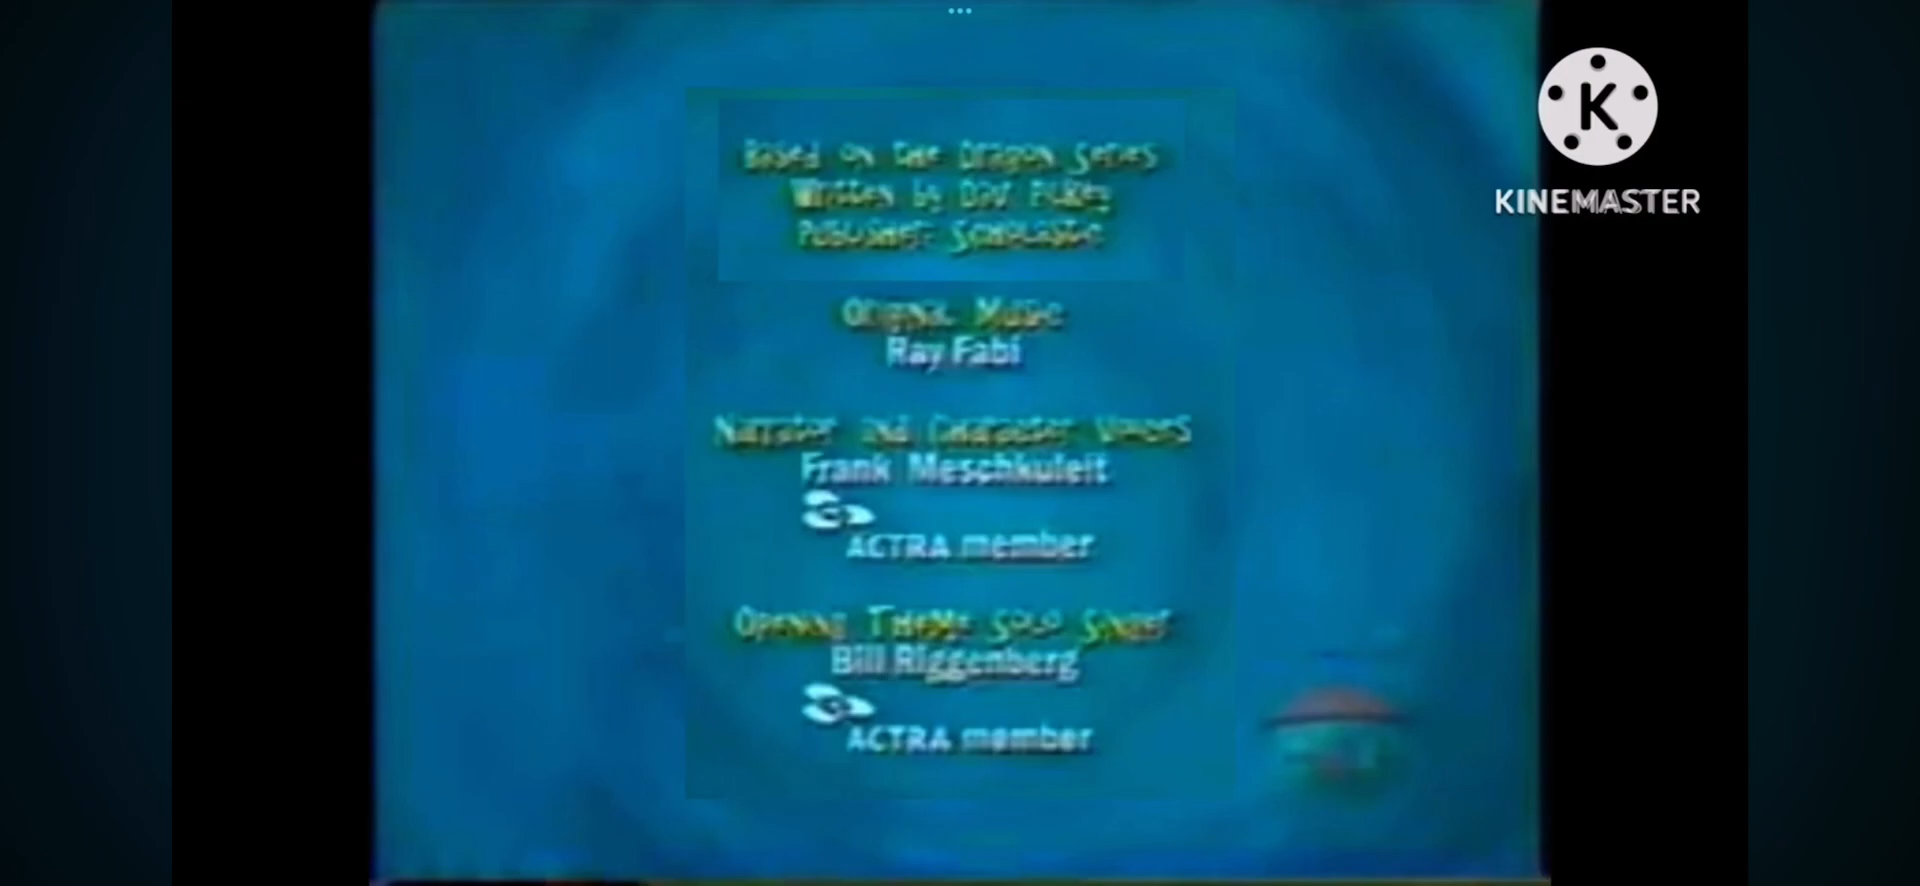 Based on the Dragon Series
Written by Dav Pilkey
Publisher Scholastic
Original Music
Ray Fabi
Narrator and Character Voices
Frank Meschkuleit
ACTRA member
Opening Theme Solo Singer
Bill Riggenberg
ACTRA member
K
KINEMASTER